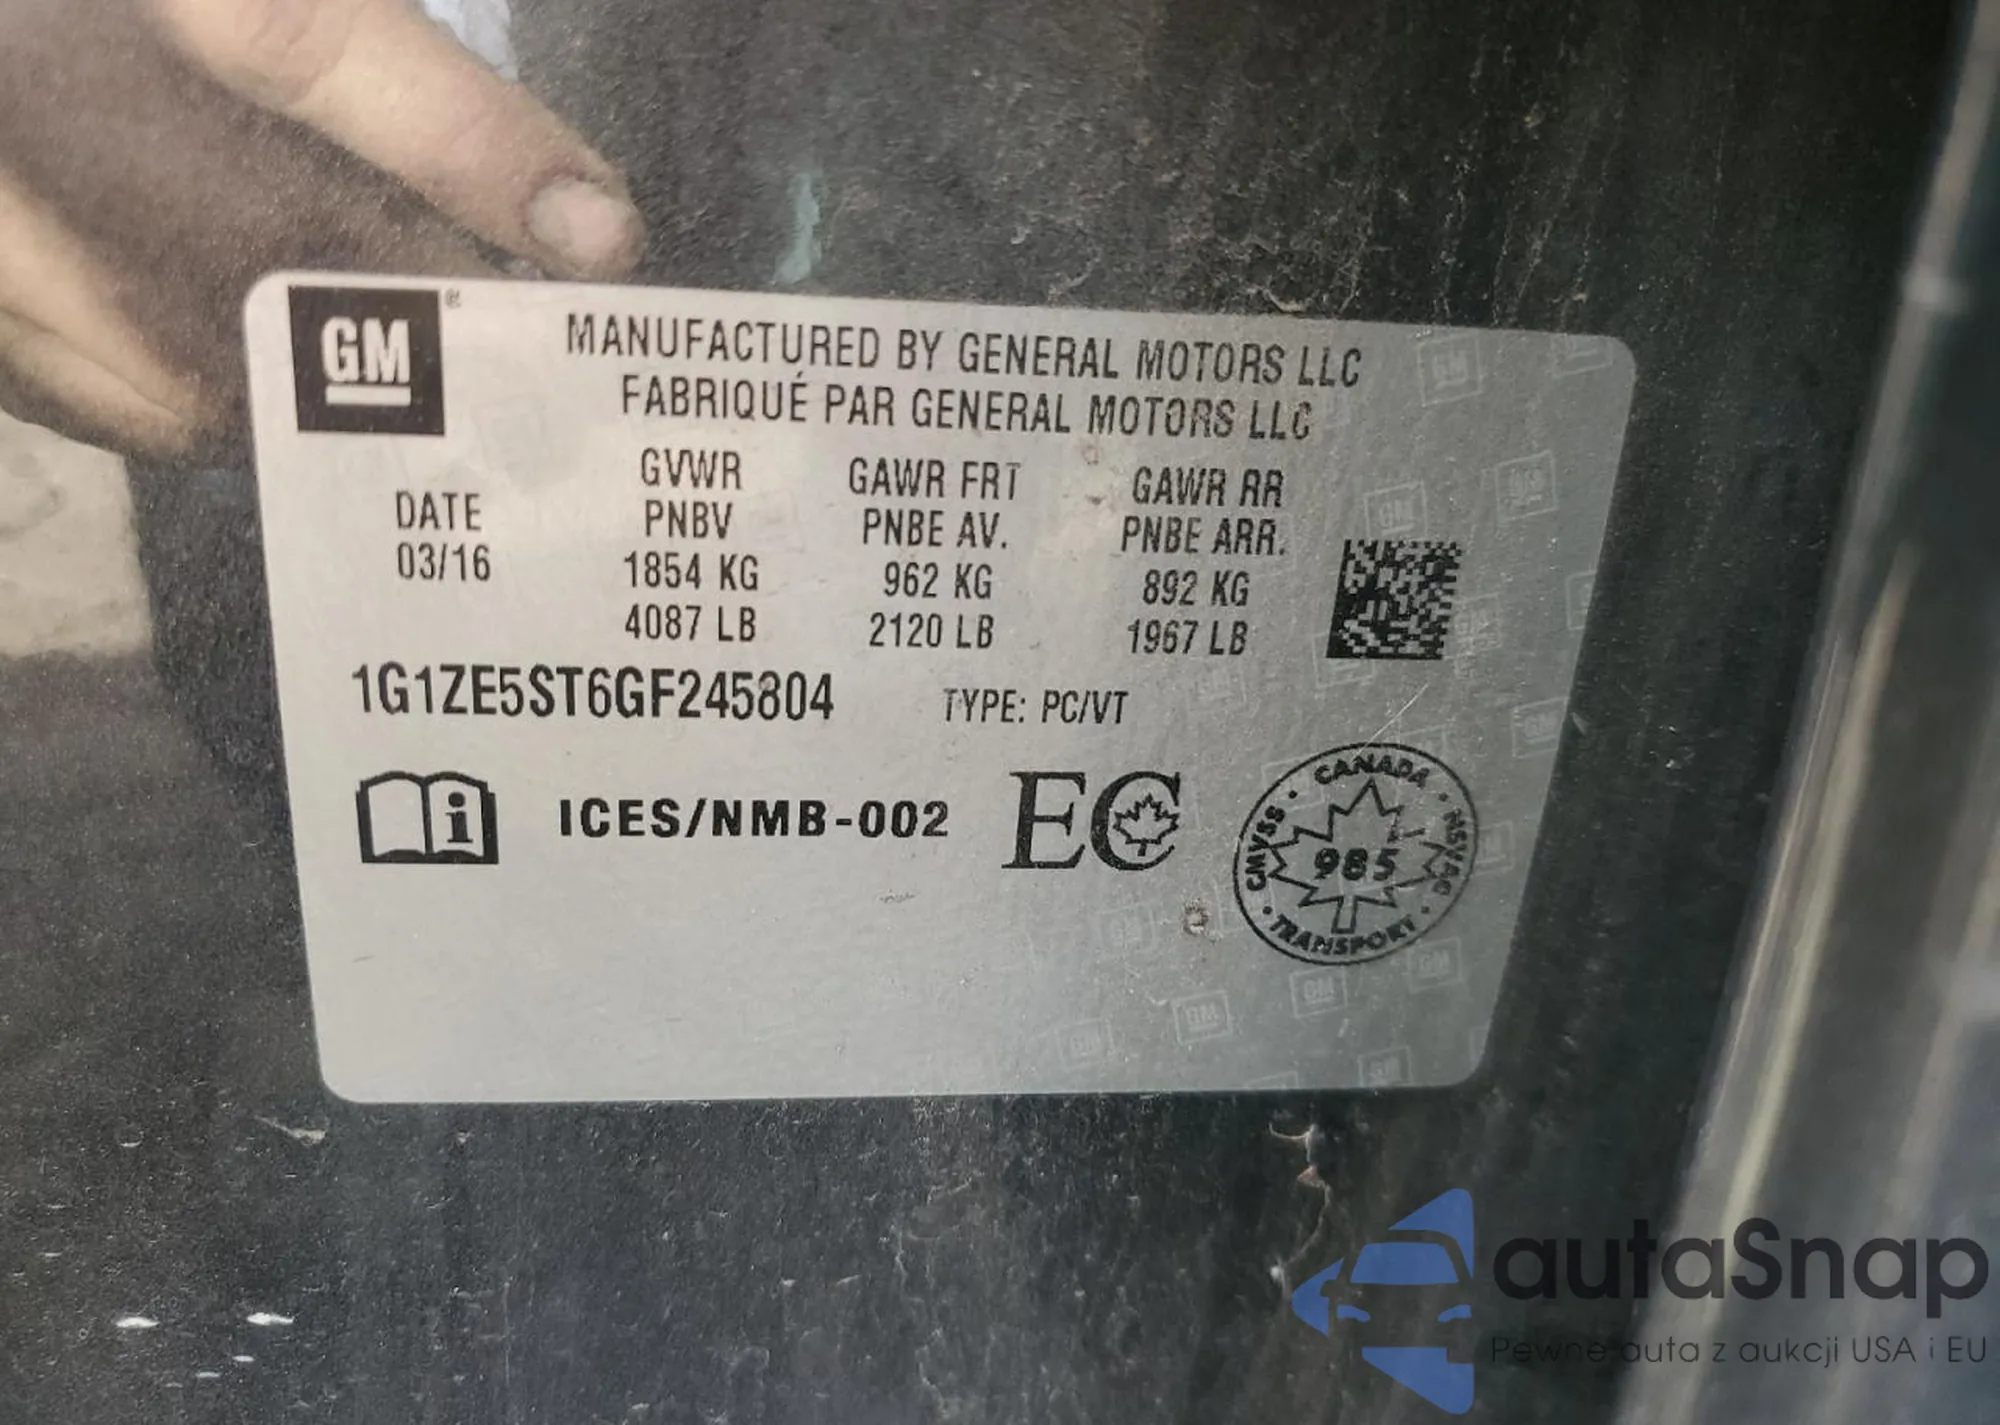 GM ®
MANUFACTURED BY GENERAL MOTORS LLC
FABRIQUÉ PAR GENERAL MOTORS LLC
DATE
03/16
GVWR
PNBV
1854 KG
4087 LB
GAWR FRT
PNBE AV.
962 KG
2120 LB
GAWR RR
PNBE ARR.
892 KG
1967 LB
1G1ZE5ST6GF245804
TYPE: PC/VT
i
ICES/NMB-002
EC
CANADA
CMVSS
NSVAC
985
TRANSPORT
autaSnap
Pewne auta z aukcji USA i EU